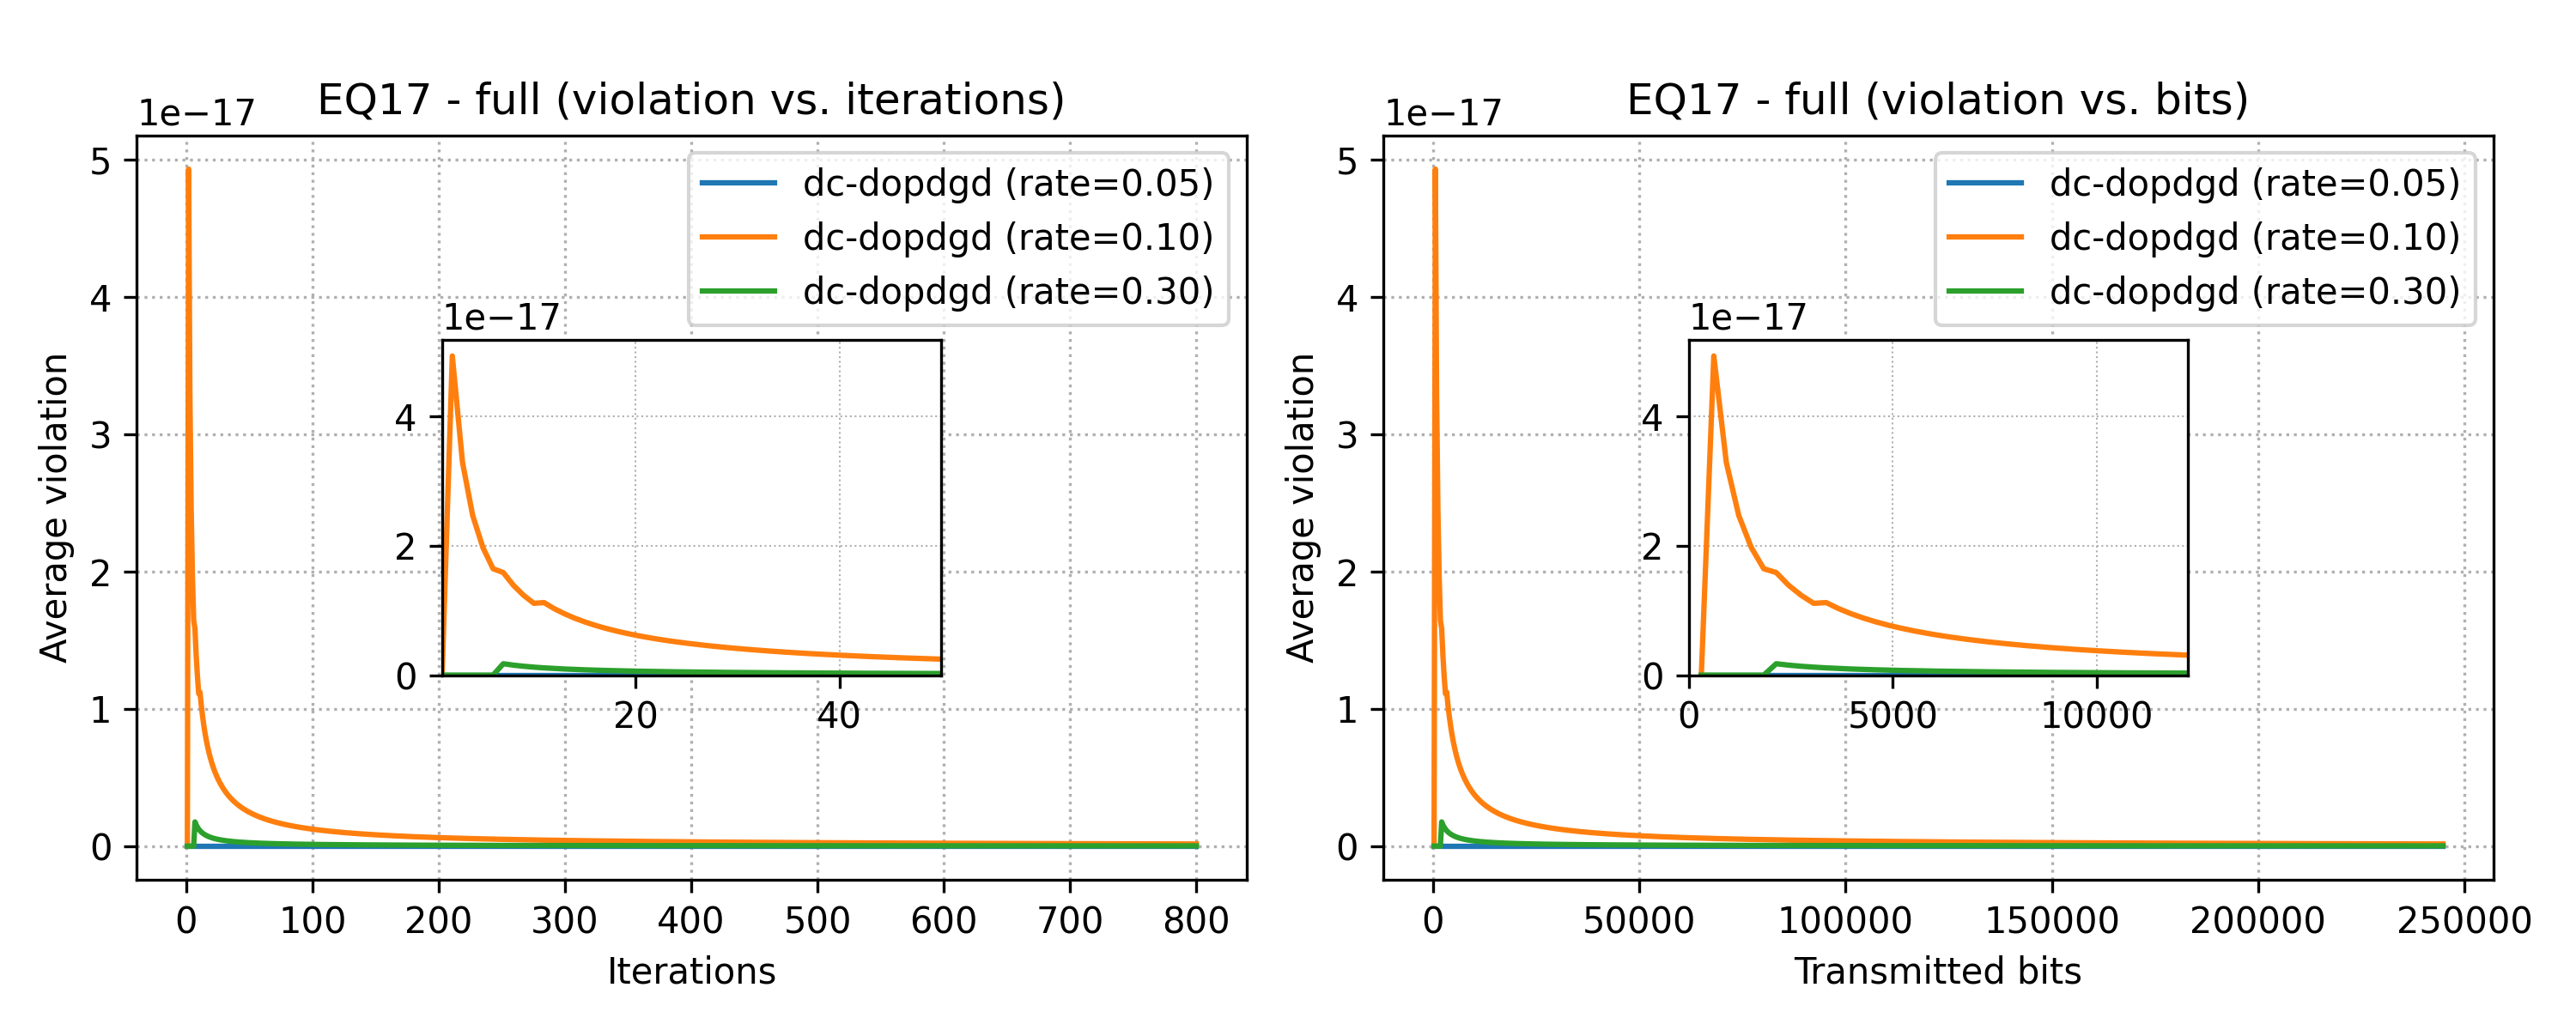 EQ17 - full (violation vs. iterations)
1e−17
5
4
3
2
1
0
Average violation
dc-dopdgd (rate=0.05)
dc-dopdgd (rate=0.10)
dc-dopdgd (rate=0.30)
1e−17
4
2
0
20
40
0
100
200
300
400
500
600
700
800
Iterations
EQ17 - full (violation vs. bits)
1e−17
5
4
3
2
1
0
Average violation
dc-dopdgd (rate=0.05)
dc-dopdgd (rate=0.10)
dc-dopdgd (rate=0.30)
1e−17
4
2
0
0
5000
10000
0
50000
100000
150000
200000
250000
Transmitted bits